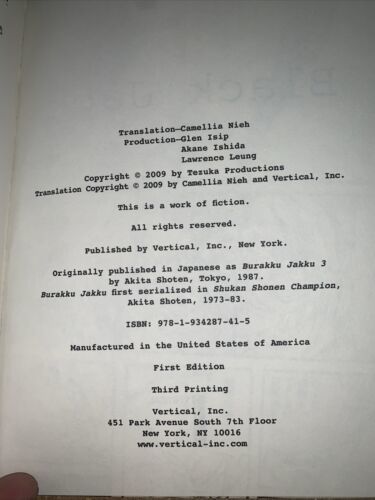 Translation—Camellia Nieh
Production—Glen Isip
Akane Ishida
Lawrence Leung
Copyright © 2009 by Tezuka Productions
Translation Copyright © 2009 by Camellia Nieh and Vertical, Inc.
This is a work of fiction.
All rights reserved.
Published by Vertical, Inc., New York.
Originally published in Japanese as Burakku Jakku 3
by Akita Shoten, Tokyo, 1987.
Burakku Jakku first serialized in Shukan Shonen Champion,
Akita Shoten, 1973-83.
ISBN: 978-1-934287-41-5
Manufactured in the United States of America
First Edition
Third Printing
Vertical, Inc.
451 Park Avenue South 7th Floor
New York, NY 10016
www.vertical-inc.com